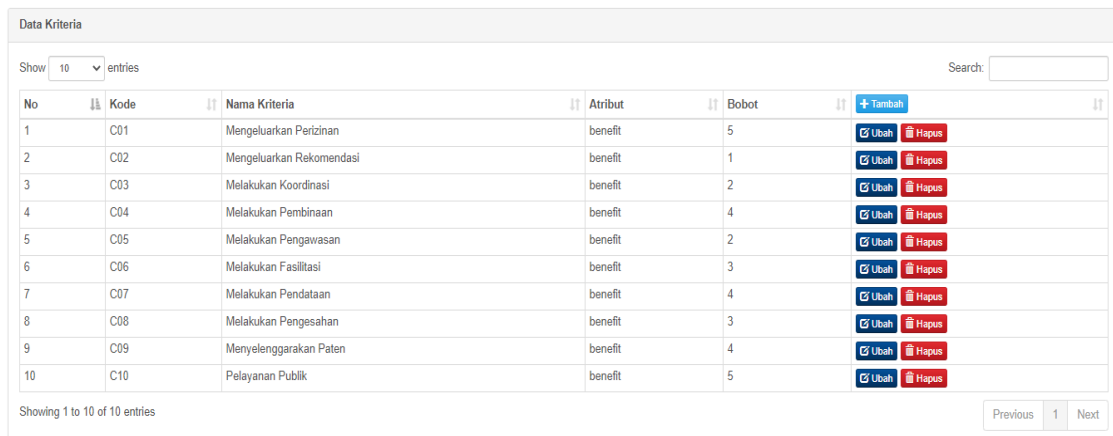 Data Kriteria
Show 10 entries Search:
No Kode Nama Kriteria Atribut Bobot + Tambah
1 C01 Mengeluarkan Perizinan benefit 5 Ubah Hapus
2 C02 Mengeluarkan Rekomendasi benefit 1 Ubah Hapus
3 C03 Melakukan Koordinasi benefit 2 Ubah Hapus
4 C04 Melakukan Pembinaan benefit 4 Ubah Hapus
5 C05 Melakukan Pengawasan benefit 2 Ubah Hapus
6 C06 Melakukan Fasilitasi benefit 3 Ubah Hapus
7 C07 Melakukan Pendataan benefit 4 Ubah Hapus
8 C08 Melakukan Pengesahan benefit 3 Ubah Hapus
9 C09 Menyelenggarakan Paten benefit 4 Ubah Hapus
10 C10 Pelayanan Publik benefit 5 Ubah Hapus
Showing 1 to 10 of 10 entries Previous 1 Next